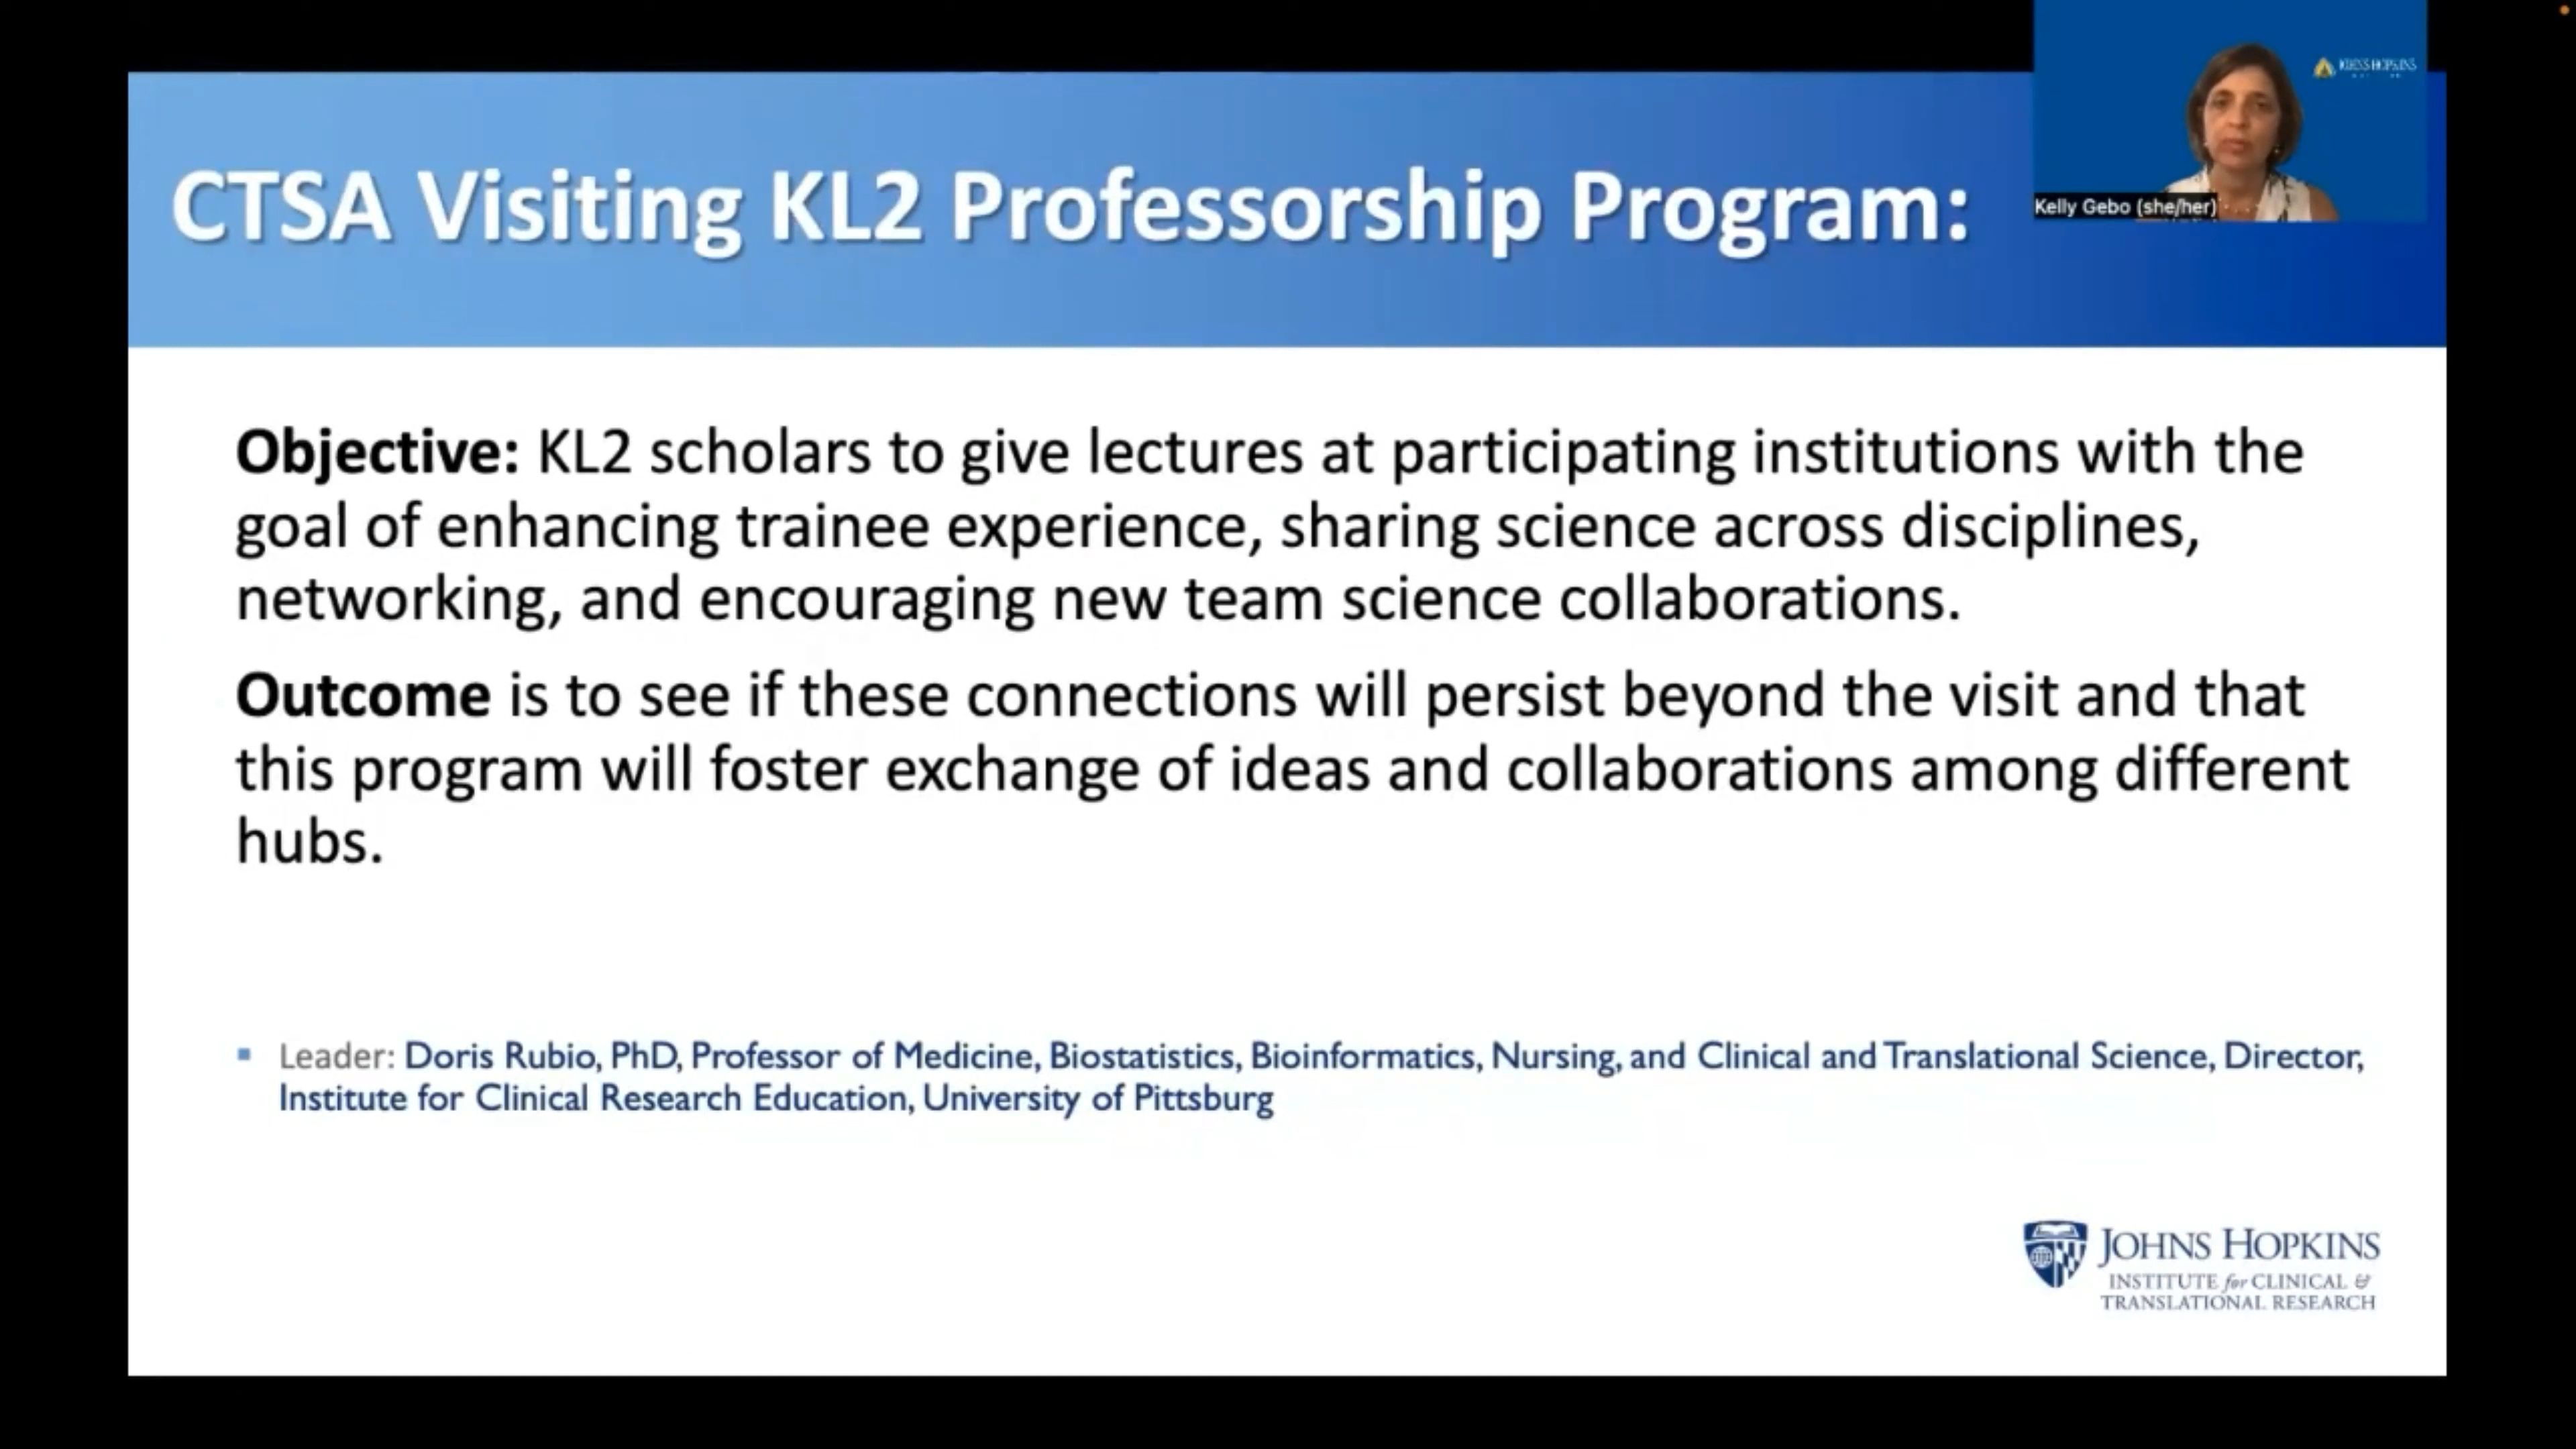 CTSA Visiting KL2 Professorship Program:
Kelly Gebo (she/her)
Objective: KL2 scholars to give lectures at participating institutions with the
goal of enhancing trainee experience, sharing science across disciplines,
networking, and encouraging new team science collaborations.
Outcome is to see if these connections will persist beyond the visit and that
this program will foster exchange of ideas and collaborations among different
hubs.
▪ Leader: Doris Rubio, PhD, Professor of Medicine, Biostatistics, Bioinformatics, Nursing, and Clinical and Translational Science, Director,
Institute for Clinical Research Education, University of Pittsburg
JOHNS HOPKINS
INSTITUTE for CLINICAL &
TRANSLATIONAL RESEARCH